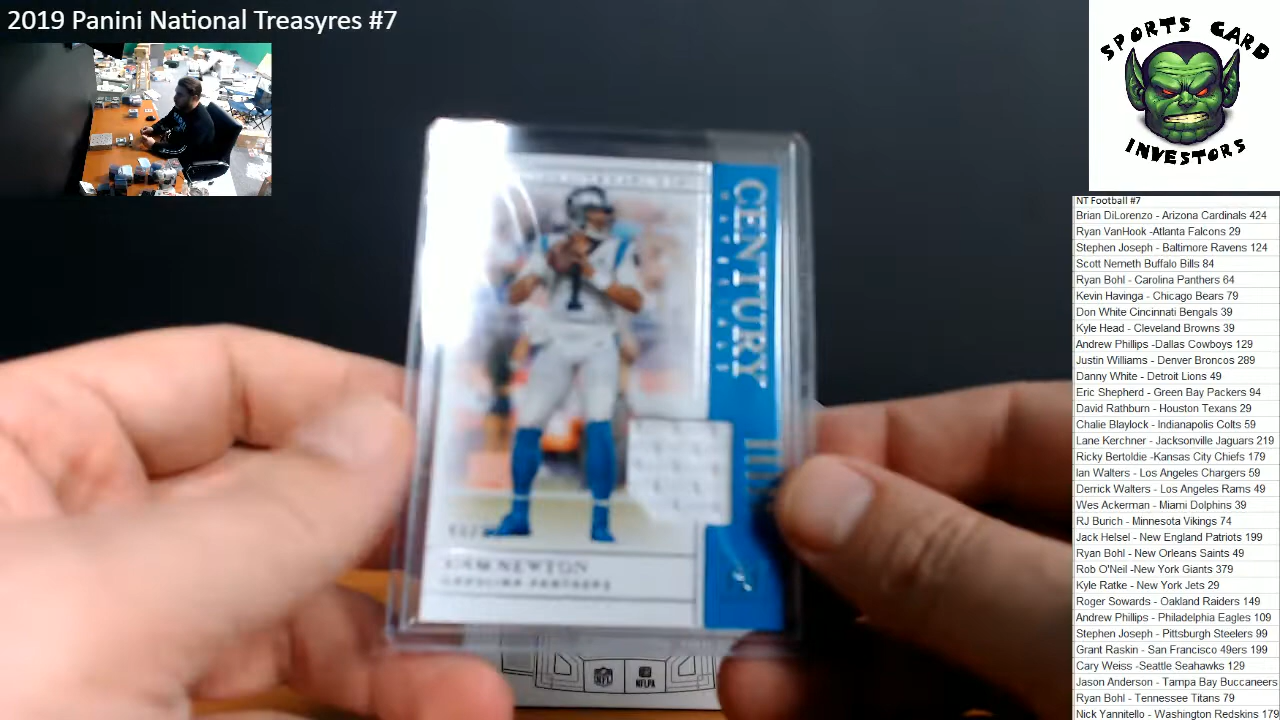 2019 Panini National Treasyres #7
SPORTS CARD
INVESTORS
NT Football #7
Brian DiLorenzo - Arizona Cardinals 424
Ryan VanHook -Atlanta Falcons 29
Stephen Joseph - Baltimore Ravens 124
Scott Nemeth Buffalo Bills 84
Ryan Bohl - Carolina Panthers 64
Kevin Havinga - Chicago Bears 79
Don White Cincinnati Bengals 39
Kyle Head - Cleveland Browns 39
Andrew Phillips -Dallas Cowboys 129
Justin Williams - Denver Broncos 289
Danny White - Detroit Lions 49
Eric Shepherd - Green Bay Packers 94
David Rathburn - Houston Texans 29
Chalie Blaylock - Indianapolis Colts 59
Lane Kerchner - Jacksonville Jaguars 219
Ricky Bertoldie -Kansas City Chiefs 179
Ian Walters - Los Angeles Chargers 59
Derrick Walters - Los Angeles Rams 49
Wes Ackerman - Miami Dolphins 39
RJ Burich - Minnesota Vikings 74
Jack Helsel - New England Patriots 199
Ryan Bohl - New Orleans Saints 49
Rob O'Neil -New York Giants 379
Kyle Ratke - New York Jets 29
Roger Sowards - Oakland Raiders 149
Andrew Phillips - Philadelphia Eagles 109
Stephen Joseph - Pittsburgh Steelers 99
Grant Raskin - San Francisco 49ers 199
Cary Weiss -Seattle Seahawks 129
Jason Anderson - Tampa Bay Buccaneers
Ryan Bohl - Tennessee Titans 79
Nick Yannitello - Washington Redskins 179
CENTURY
1
CAM NEWTON
CAROLINA PANTHERS
NFL
NFLPA